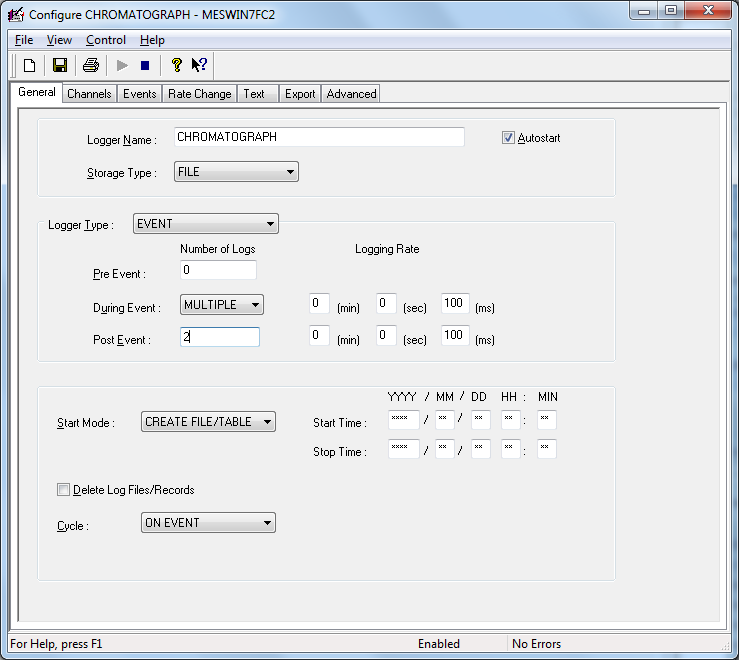 Configure CHROMATOGRAPH - MESWIN7FC2
File View Control Help
General Channels Events Rate Change Text Export Advanced
Logger Name : CHROMATOGRAPH Autostart
Storage Type : FILE
Logger Type : EVENT
Number of Logs Logging Rate
Pre Event : 0
During Event : MULTIPLE 0 (min) 0 (sec) 100 (ms)
Post Event : 2 0 (min) 0 (sec) 100 (ms)
YYYY / MM / DD HH : MIN
Start Mode : CREATE FILE/TABLE Start Time : **** / ** / ** ** : **
Stop Time : **** / ** / ** ** : **
Delete Log Files/Records
Cycle : ON EVENT
For Help, press F1 Enabled No Errors